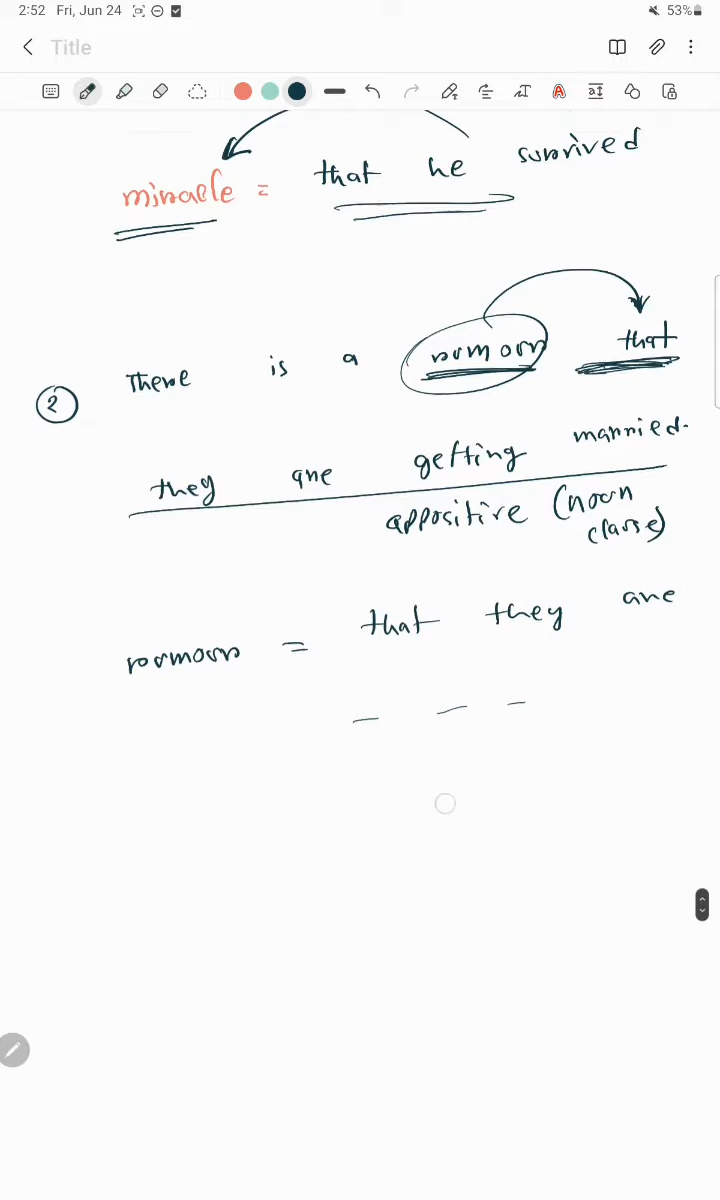 2:52 Fri, Jun 24
53%
Title
miracle = that he survived
② There is a rumour that
they are getting married.
appositive (noun
clause)
rumour = that they are
— — —